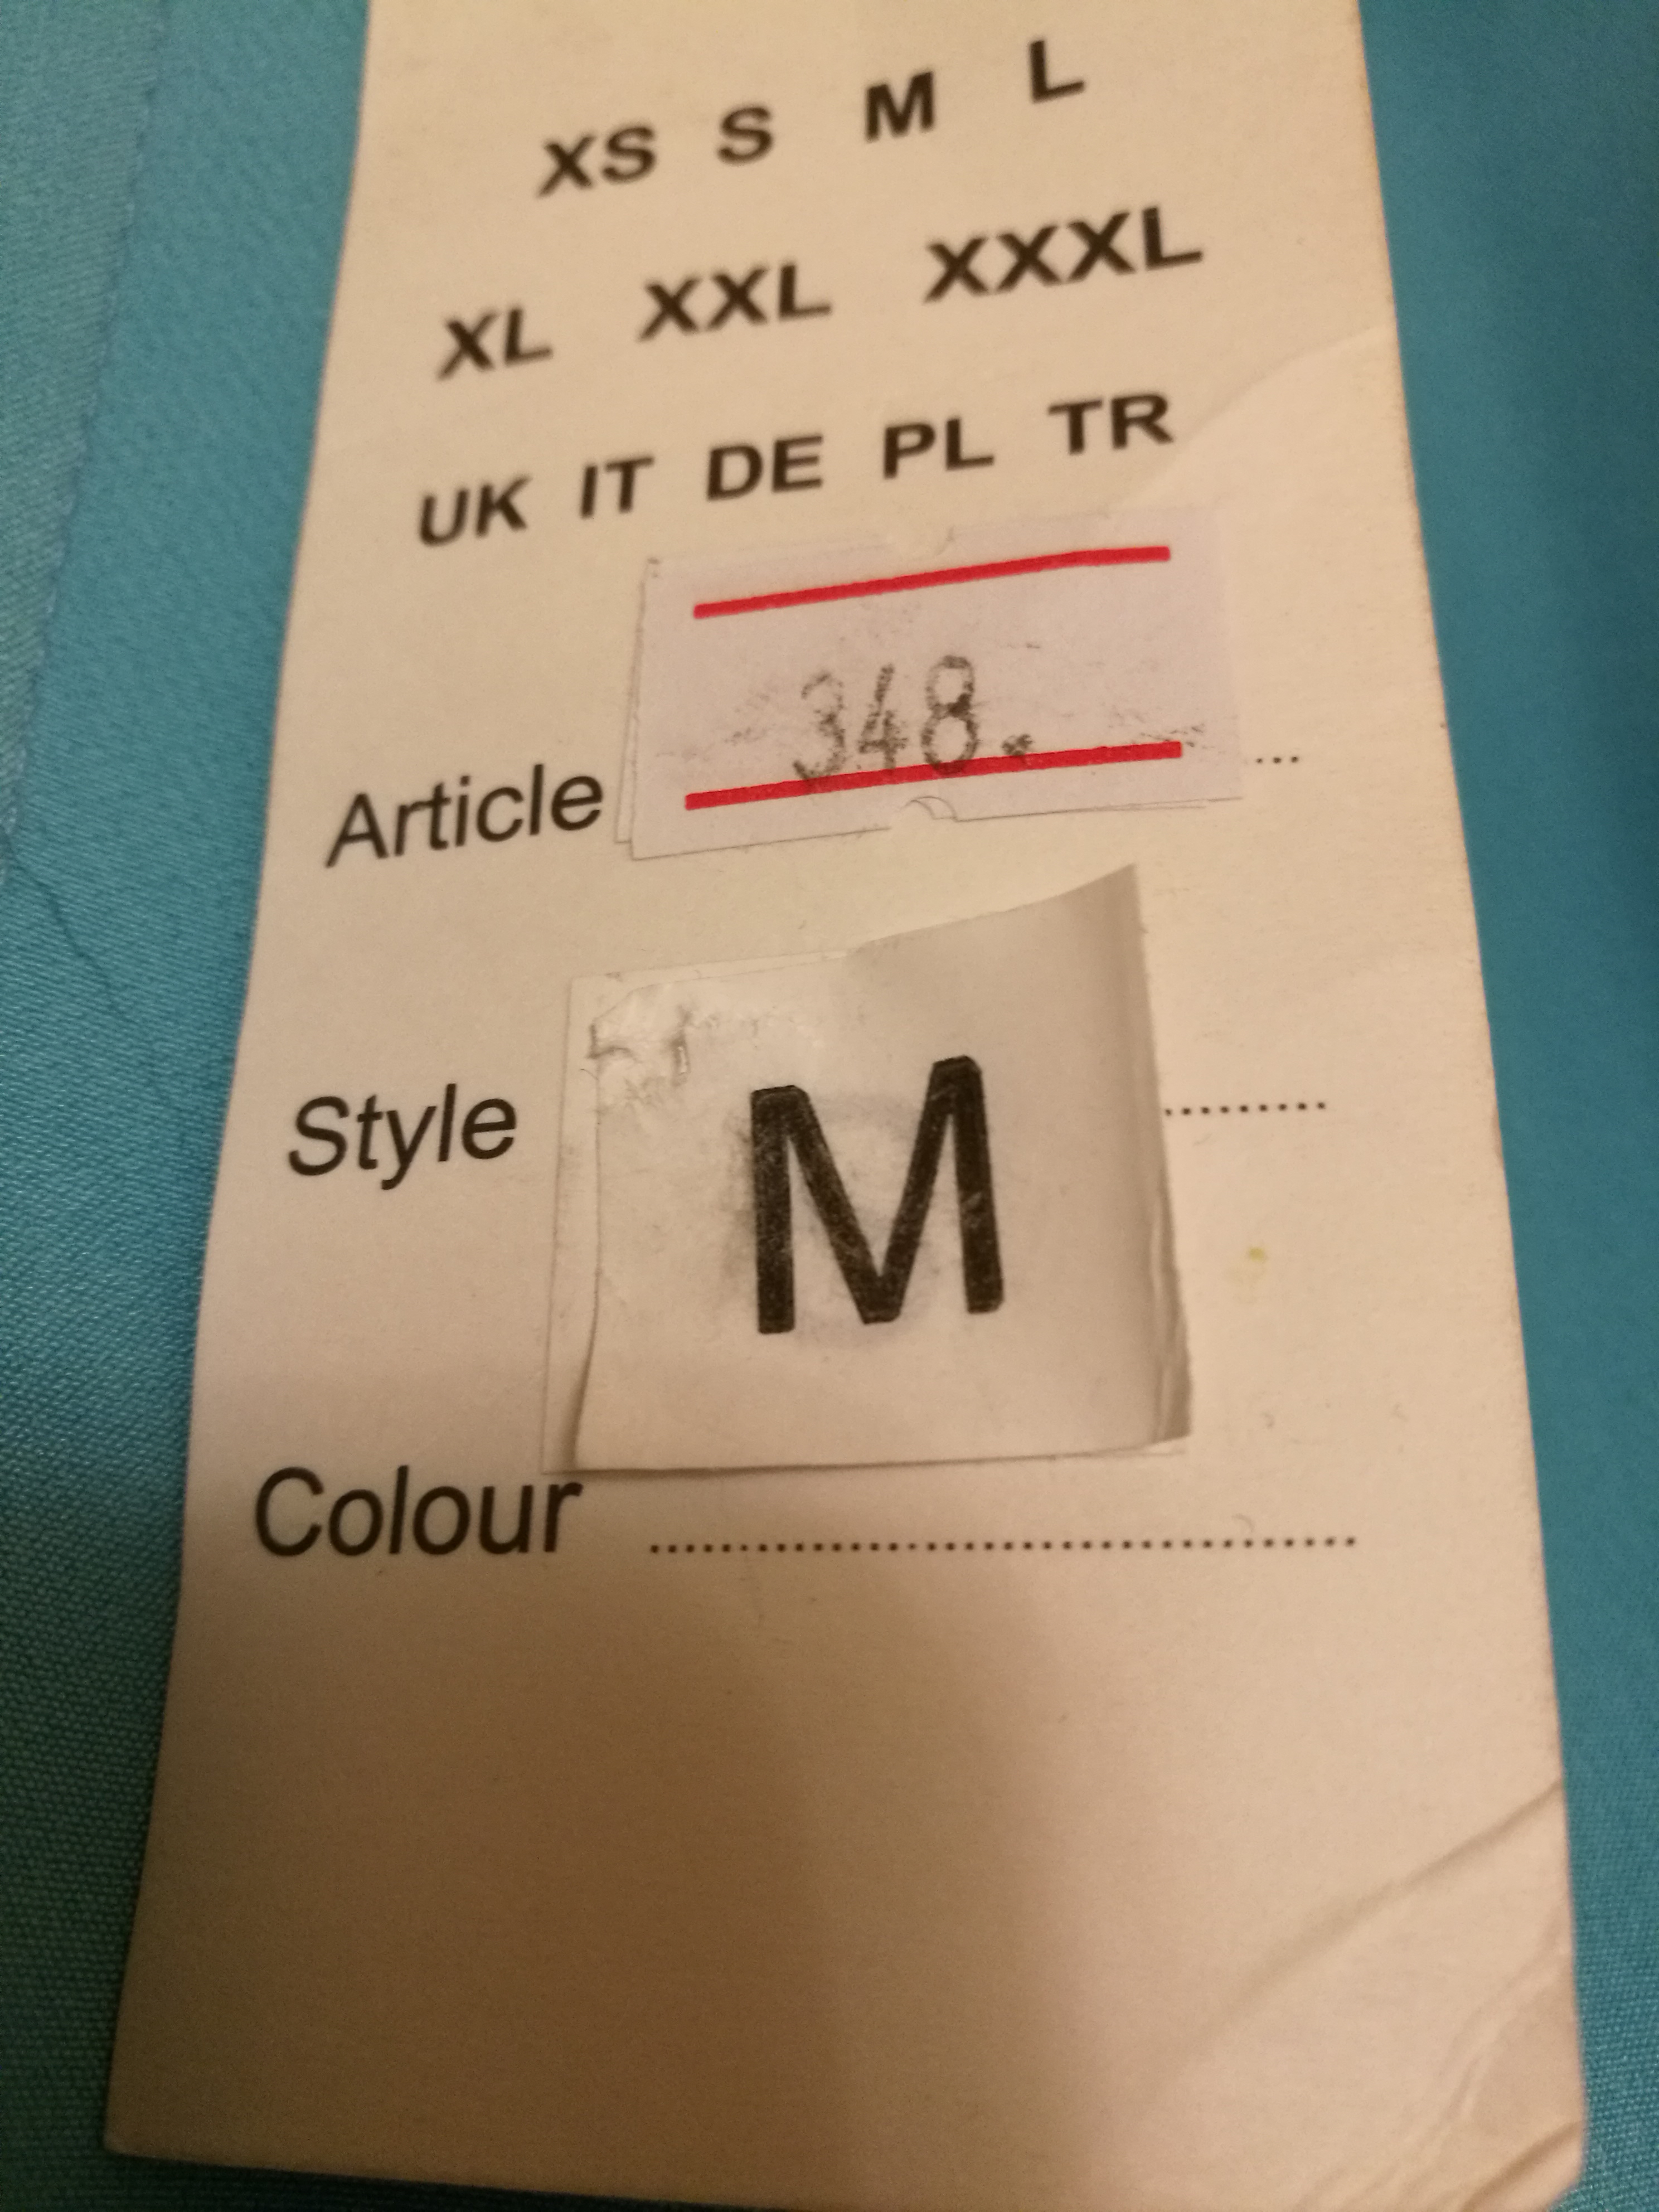 XS S M L
XL XXL XXXL
UK IT DE PL TR
348.
Article ...
Style M .........
Colour ........................................